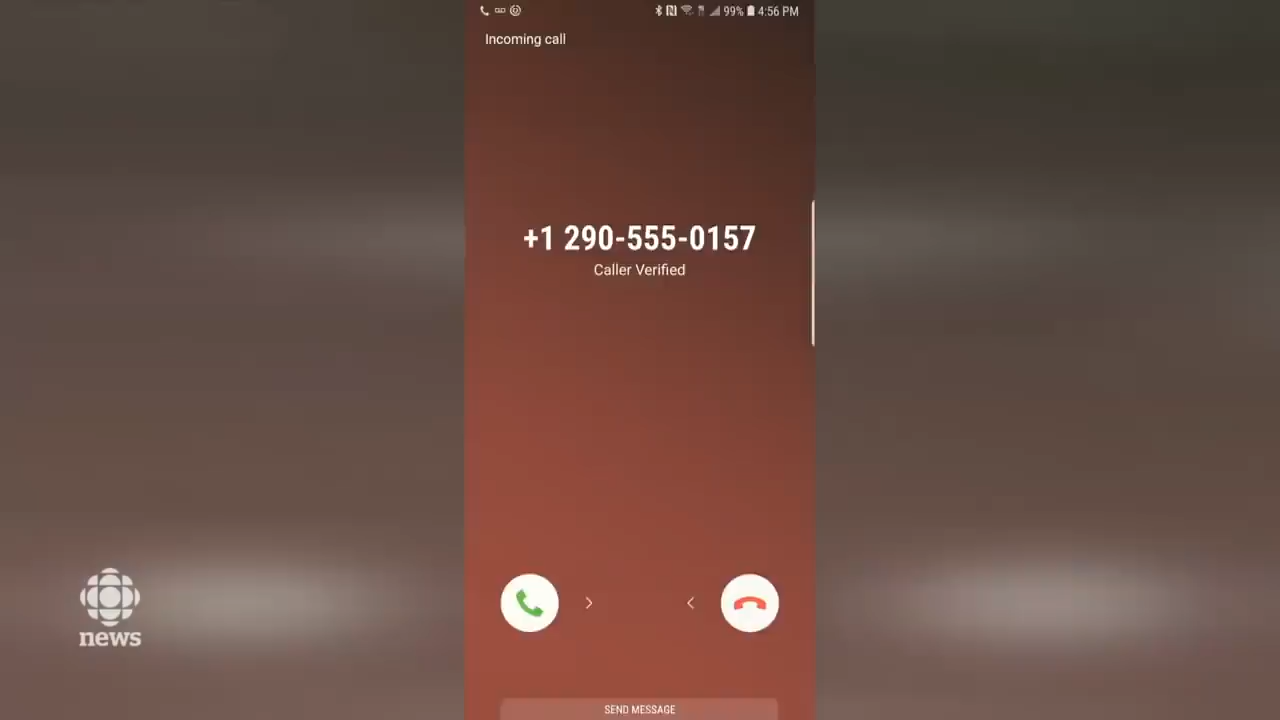 99% 4:56 PM
Incoming call
+1 290-555-0157
Caller Verified
news
SEND MESSAGE